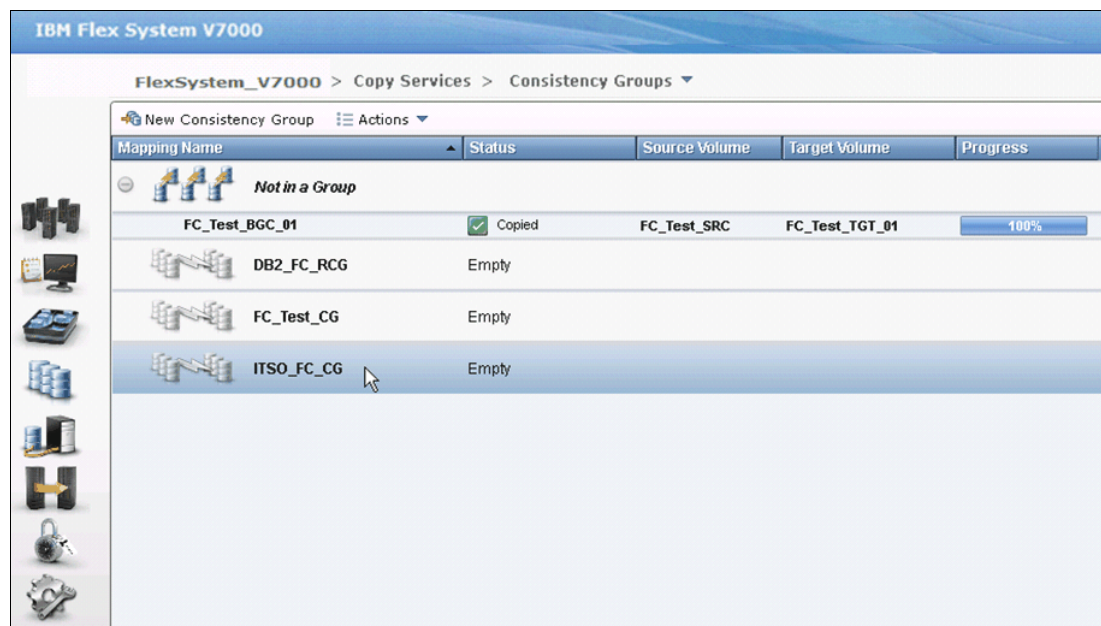 IBM Flex System V7000
FlexSystem_V7000 > Copy Services > Consistency Groups
New Consistency Group Actions
Mapping Name Status Source Volume Target Volume Progress
Not in a Group
FC_Test_BGC_01 Copied FC_Test_SRC FC_Test_TGT_01 100%
DB2_FC_RCG Empty
FC_Test_CG Empty
ITSO_FC_CG Empty